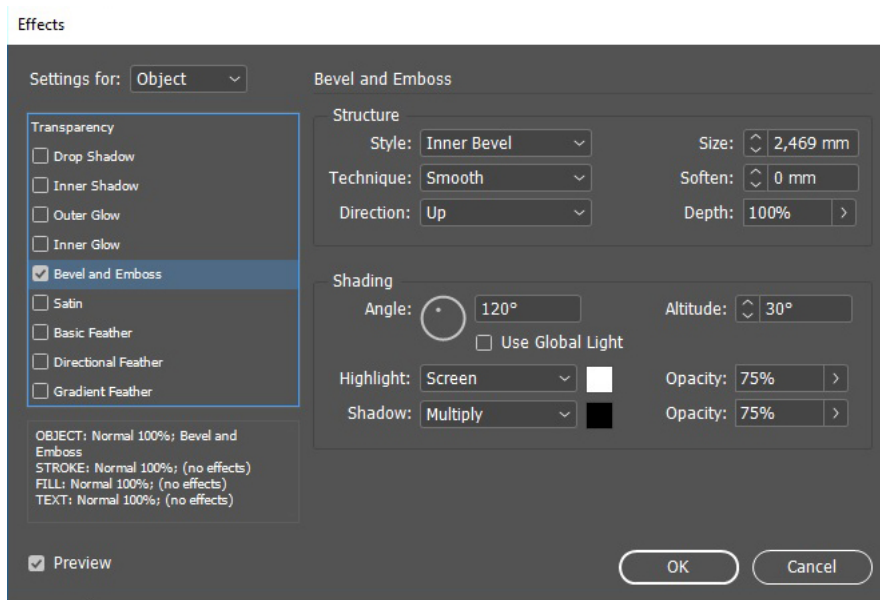 Effects
Settings for: Object
Transparency
Drop Shadow
Inner Shadow
Outer Glow
Inner Glow
Bevel and Emboss
Satin
Basic Feather
Directional Feather
Gradient Feather
OBJECT: Normal 100%; Bevel and
Emboss
STROKE: Normal 100%; (no effects)
FILL: Normal 100%; (no effects)
TEXT: Normal 100%; (no effects)
Preview
Bevel and Emboss
Structure
Style: Inner Bevel Size: 2,469 mm
Technique: Smooth Soften: 0 mm
Direction: Up Depth: 100%
Shading
Angle: 120° Altitude: 30°
Use Global Light
Highlight: Screen Opacity: 75%
Shadow: Multiply Opacity: 75%
OK Cancel